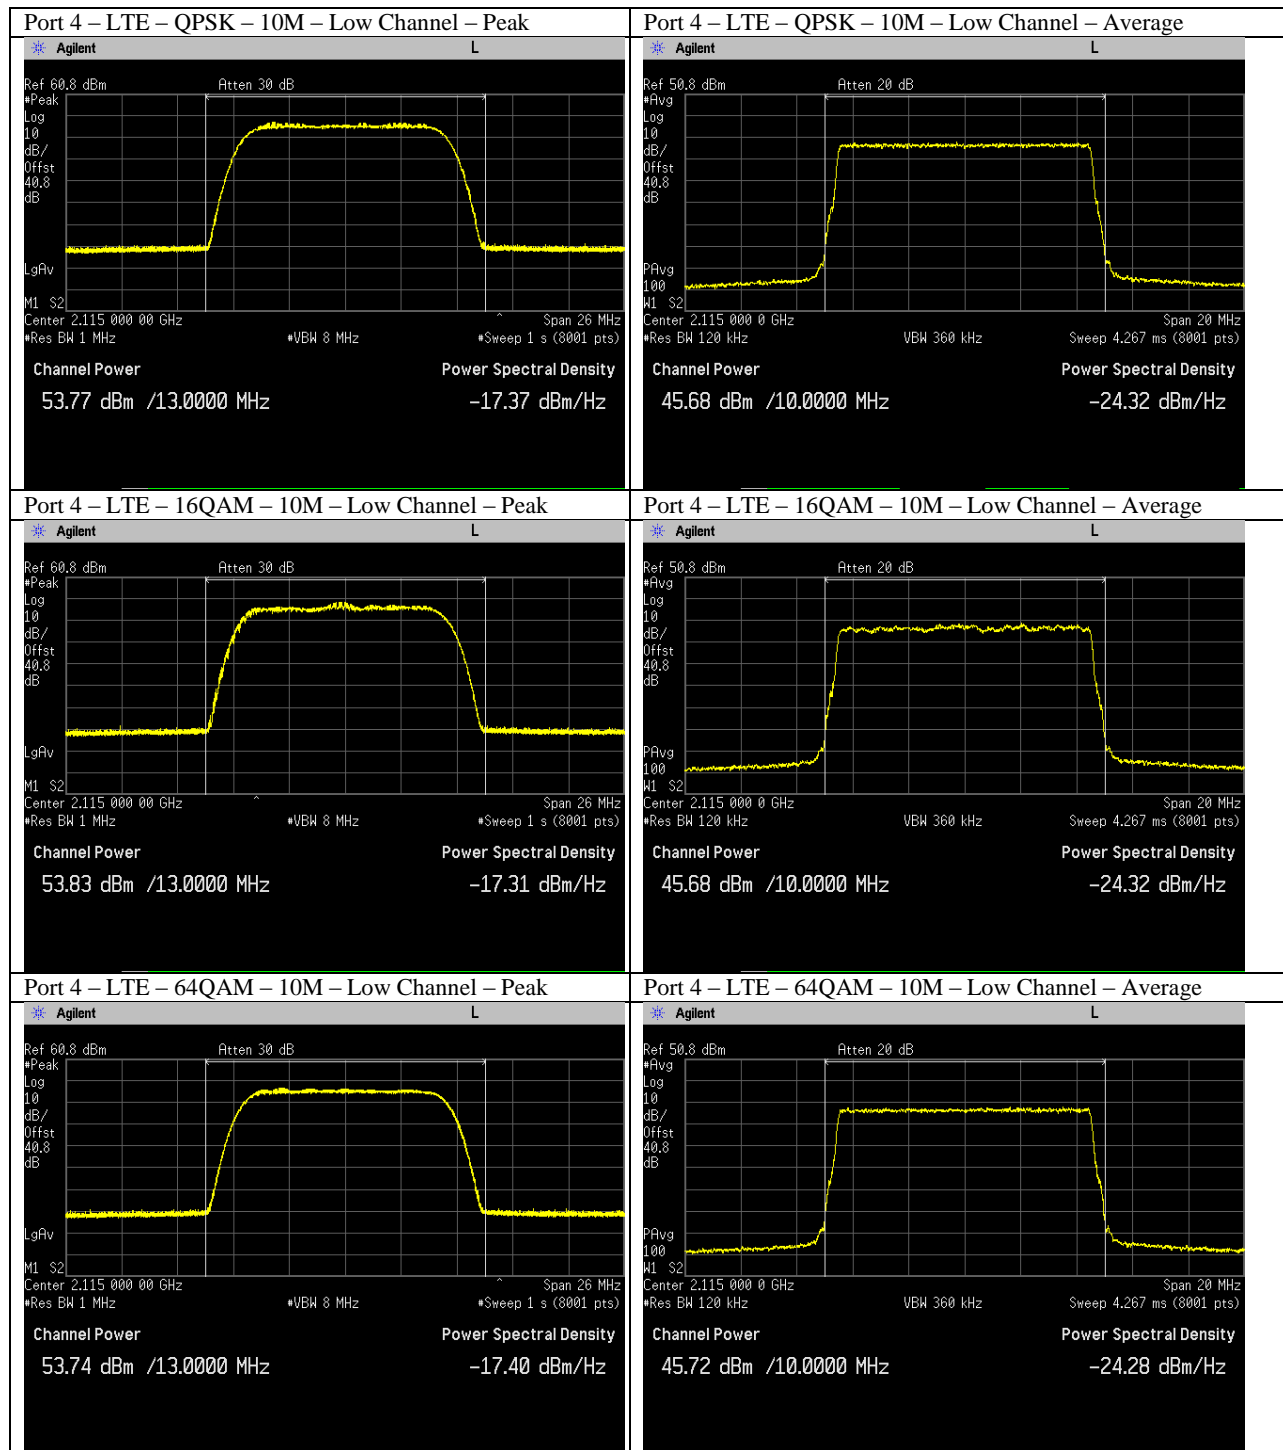 Port 4 – LTE – QPSK – 10M – Low Channel – Peak
Agilent L
Ref 60.8 dBm Atten 30 dB
#Peak
Log
10
dB/
Offst
40.8
dB
LgAv
M1 S2
Center 2.115 000 00 GHz Span 26 MHz
#Res BW 1 MHz #VBW 8 MHz #Sweep 1 s (8001 pts)
Channel Power Power Spectral Density
53.77 dBm /13.0000 MHz -17.37 dBm/Hz
Port 4 – LTE – QPSK – 10M – Low Channel – Average
Agilent L
Ref 50.8 dBm Atten 20 dB
#Avg
Log
10
dB/
Offst
40.8
dB
PAvg
100
W1 S2
Center 2.115 000 0 GHz Span 20 MHz
#Res BW 120 kHz VBW 360 kHz Sweep 4.267 ms (8001 pts)
Channel Power Power Spectral Density
45.68 dBm /10.0000 MHz -24.32 dBm/Hz
Port 4 – LTE – 16QAM – 10M – Low Channel – Peak
Agilent L
Ref 60.8 dBm Atten 30 dB
#Peak
Log
10
dB/
Offst
40.8
dB
LgAv
M1 S2
Center 2.115 000 00 GHz Span 26 MHz
#Res BW 1 MHz #VBW 8 MHz #Sweep 1 s (8001 pts)
Channel Power Power Spectral Density
53.83 dBm /13.0000 MHz -17.31 dBm/Hz
Port 4 – LTE – 16QAM – 10M – Low Channel – Average
Agilent L
Ref 50.8 dBm Atten 20 dB
#Avg
Log
10
dB/
Offst
40.8
dB
PAvg
100
W1 S2
Center 2.115 000 0 GHz Span 20 MHz
#Res BW 120 kHz VBW 360 kHz Sweep 4.267 ms (8001 pts)
Channel Power Power Spectral Density
45.68 dBm /10.0000 MHz -24.32 dBm/Hz
Port 4 – LTE – 64QAM – 10M – Low Channel – Peak
Agilent L
Ref 60.8 dBm Atten 30 dB
#Peak
Log
10
dB/
Offst
40.8
dB
LgAv
M1 S2
Center 2.115 000 00 GHz Span 26 MHz
#Res BW 1 MHz #VBW 8 MHz #Sweep 1 s (8001 pts)
Channel Power Power Spectral Density
53.74 dBm /13.0000 MHz -17.40 dBm/Hz
Port 4 – LTE – 64QAM – 10M – Low Channel – Average
Agilent L
Ref 50.8 dBm Atten 20 dB
#Avg
Log
10
dB/
Offst
40.8
dB
PAvg
100
W1 S2
Center 2.115 000 0 GHz Span 20 MHz
#Res BW 120 kHz VBW 360 kHz Sweep 4.267 ms (8001 pts)
Channel Power Power Spectral Density
45.72 dBm /10.0000 MHz -24.28 dBm/Hz